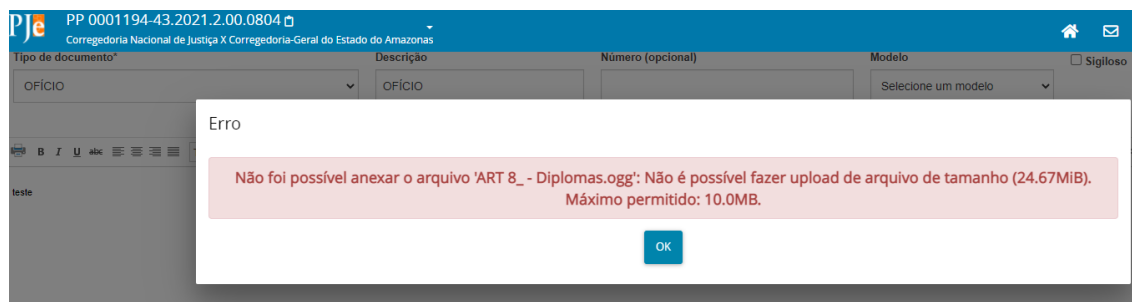 PJe
PP 0001194-43.2021.2.00.0804
Corregedoria Nacional de Justiça X Corregedoria-Geral do Estado do Amazonas
Tipo de documento* Descrição Número (opcional) Modelo Sigiloso
OFÍCIO OFÍCIO Selecione um modelo
Erro
B I U abc
Não foi possível anexar o arquivo 'ART 8_ - Diplomas.ogg': Não é possível fazer upload de arquivo de tamanho (24.67MiB).
Máximo permitido: 10.0MB.
teste
OK